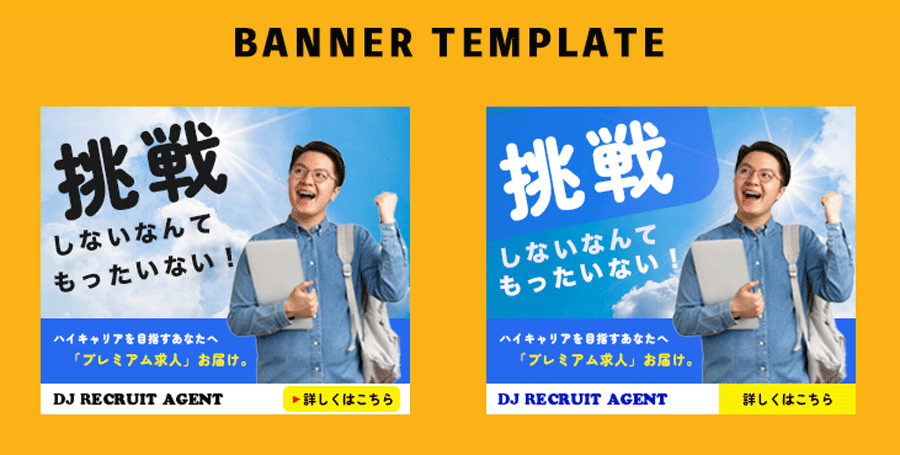 BANNER TEMPLATE
挑戦
しないなんて
もったいない！
ハイキャリアを目指すあなたへ
「プレミアム求人」お届け。
DJ RECRUIT AGENT
▶詳しくはこちら
挑戦
しないなんて
もったいない！
ハイキャリアを目指すあなたへ
「プレミアム求人」お届け。
DJ RECRUIT AGENT
詳しくはこちら